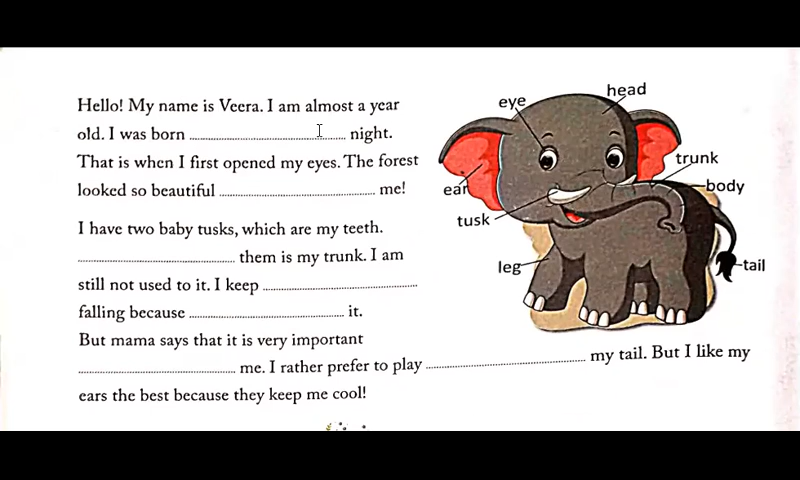 Hello! My name is Veera. I am almost a year
old. I was born ........................ night.
That is when I first opened my eyes. The forest
looked so beautiful ........................ me!
I have two baby tusks, which are my teeth.
........................ them is my trunk. I am
still not used to it. I keep ........................
falling because ........................ it.
But mama says that it is very important
........................ me. I rather prefer to play ........................ my tail. But I like my
ears the best because they keep me cool!
eye
head
trunk
ear
body
tusk
leg
tail